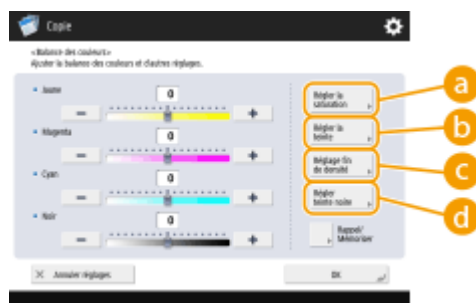 Copie
<Balance des couleurs>
Ajuster la balance des couleurs et d'autres réglages.
Jaune
0
Magenta
0
Cyan
0
Noir
0
Régler la
saturation
a
Régler la
teinte
b
Réglage fin
de densité
c
Régler
teinte noire
d
Rappel/
Mémoriser
Annuler réglages
OK